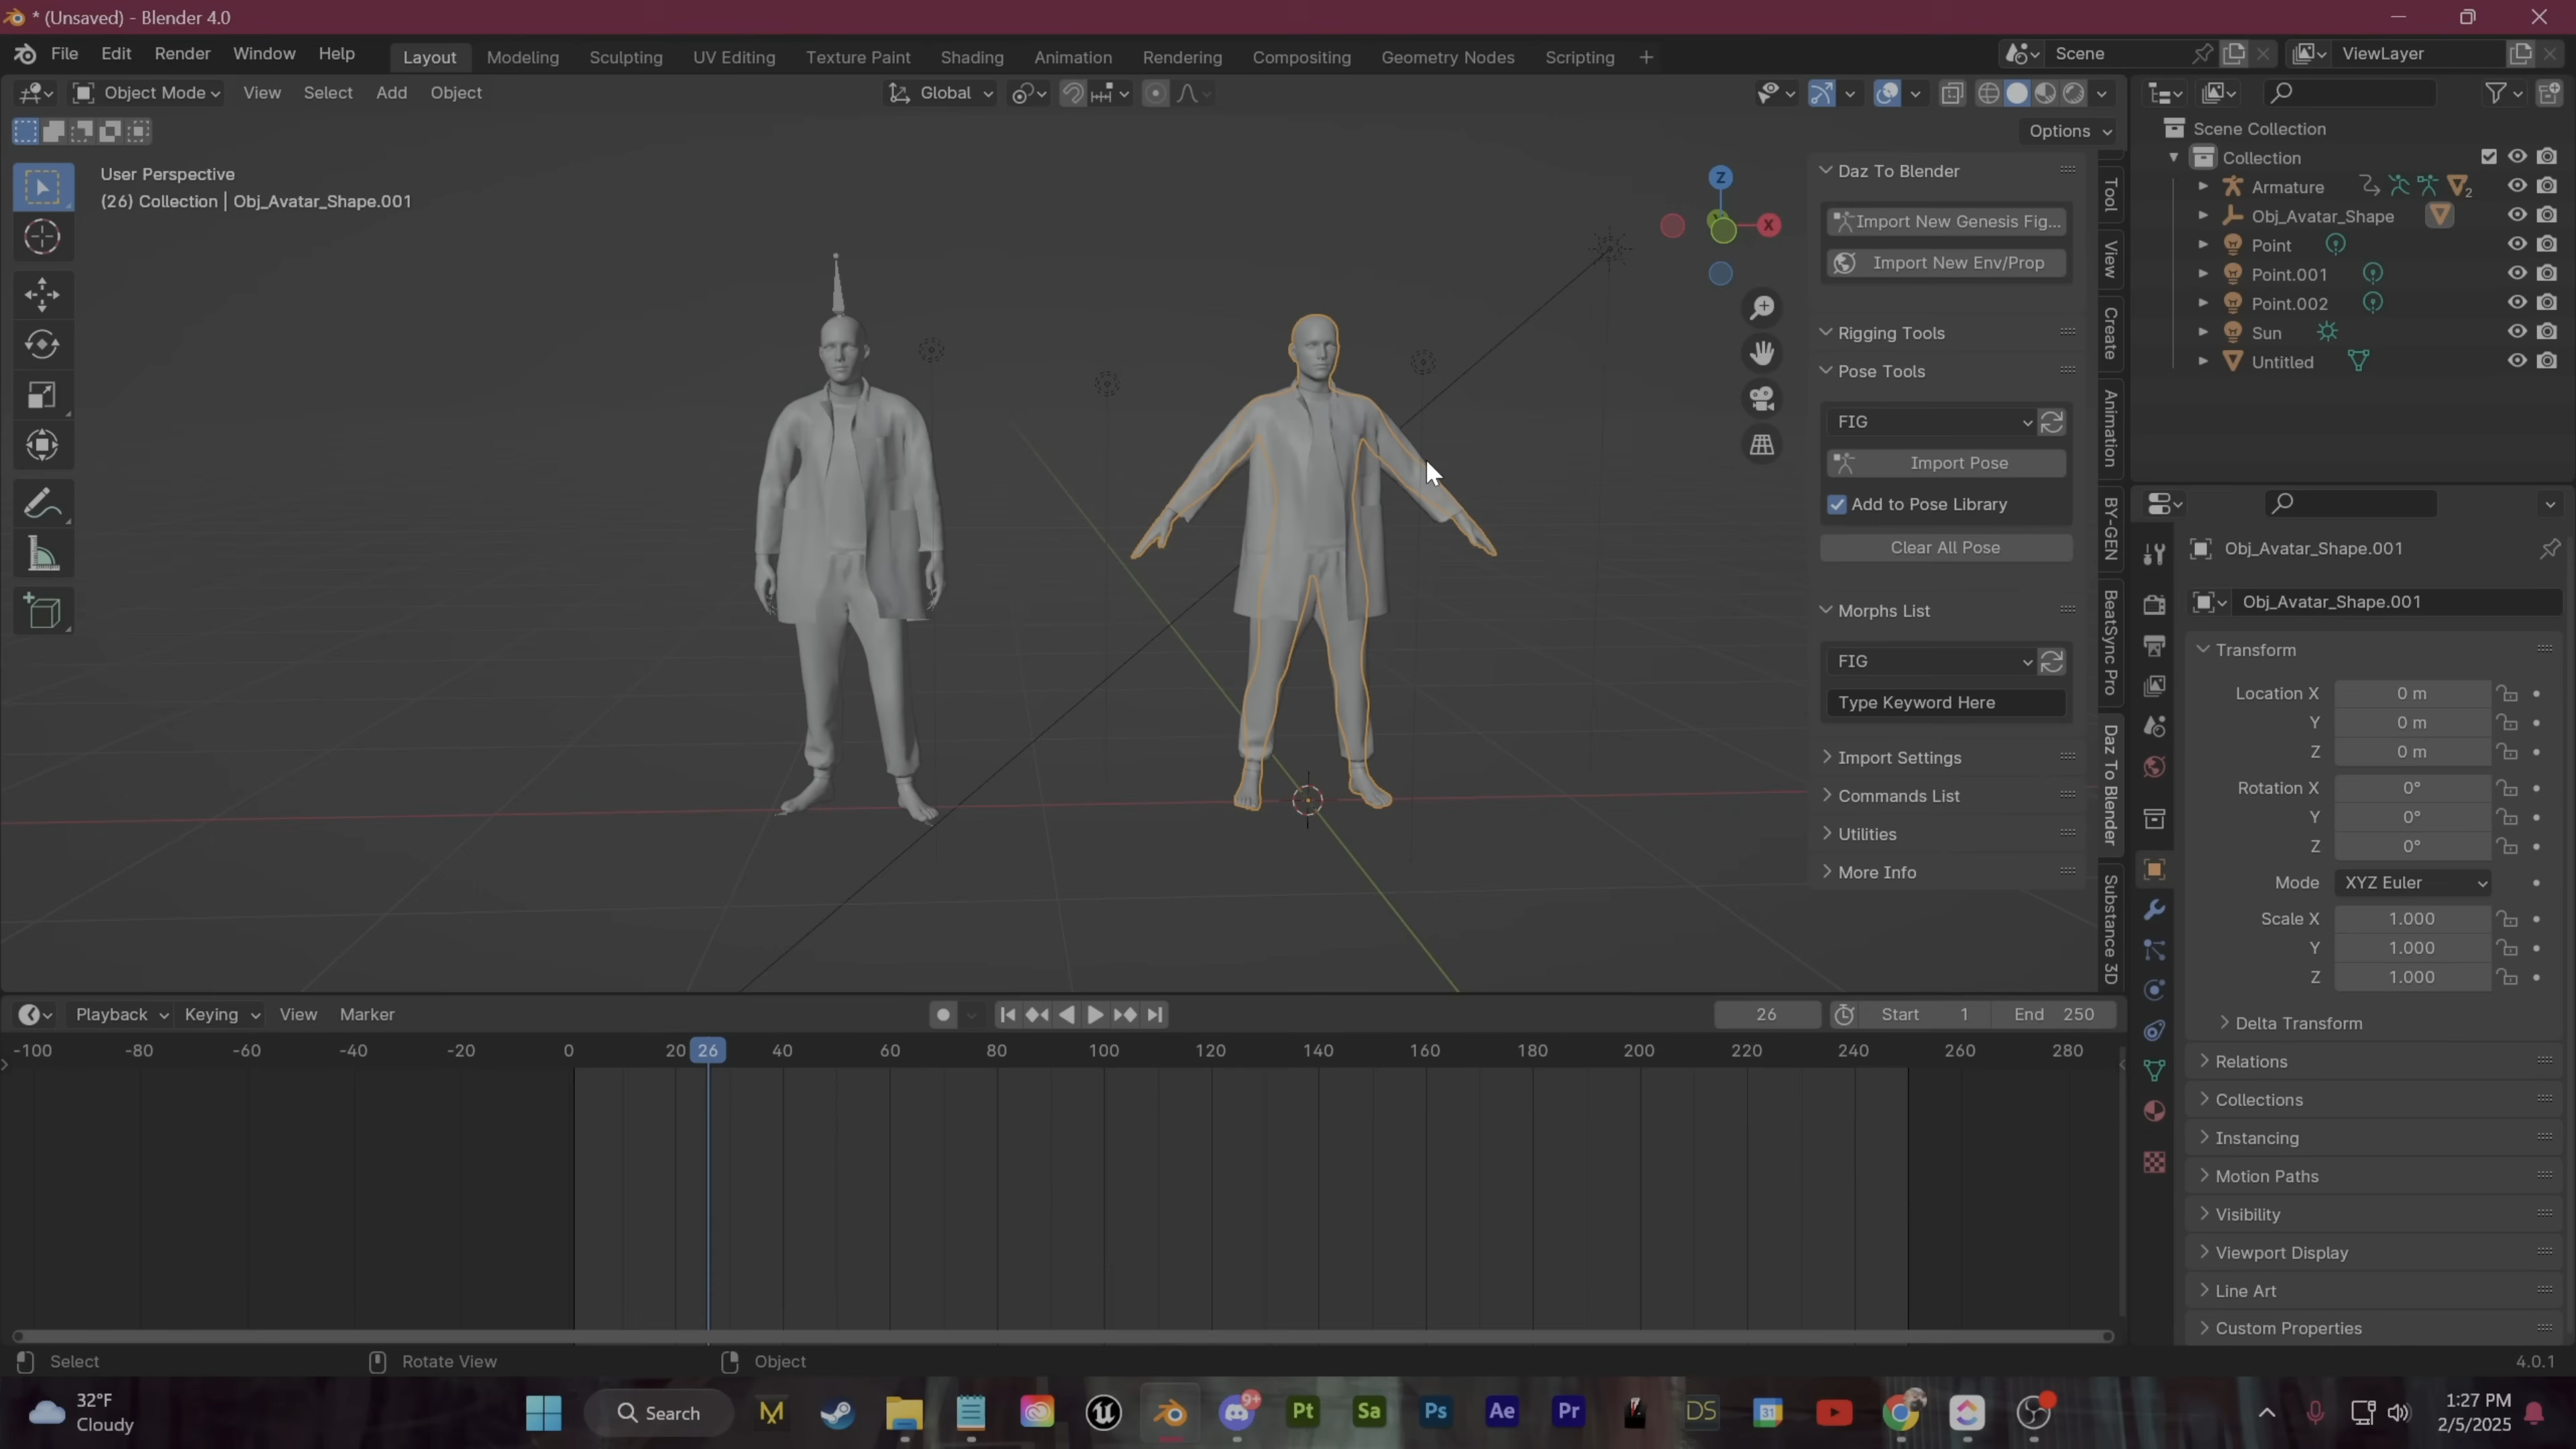 * (Unsaved) - Blender 4.0
File Edit Render Window Help
Layout Modeling Sculpting UV Editing Texture Paint Shading Animation Rendering Compositing Geometry Nodes Scripting +
Scene
ViewLayer
Object Mode View Select Add Object
Global
Options
User Perspective
(26) Collection | Obj_Avatar_Shape.001
Z
X
Daz To Blender
Import New Genesis Fig...
Import New Env/Prop
Rigging Tools
Pose Tools
FIG
Import Pose
Add to Pose Library
Clear All Pose
Morphs List
FIG
Type Keyword Here
Import Settings
Commands List
Utilities
More Info
Tool
View
Create
Animation
BY-GEN
BeatSync Pro
Daz To Blender
Substance 3D
Scene Collection
Collection
Armature 2
Obj_Avatar_Shape
Point
Point.001
Point.002
Sun
Untitled
Obj_Avatar_Shape.001
Obj_Avatar_Shape.001
Transform
Location X 0 m
Y 0 m
Z 0 m
Rotation X 0°
Y 0°
Z 0°
Mode XYZ Euler
Scale X 1.000
Y 1.000
Z 1.000
Delta Transform
Relations
Collections
Instancing
Motion Paths
Visibility
Viewport Display
Line Art
Custom Properties
Playback Keying View Marker
26 Start 1 End 250
-100 -80 -60 -40 -20 0 20 26 40 60 80 100 120 140 160 180 200 220 240 260 280
Select Rotate View Object
4.0.1
32°F
Cloudy
Search
9+
Pt
Sa
Ps
Ae
Pr
DS
31
1:27 PM
2/5/2025